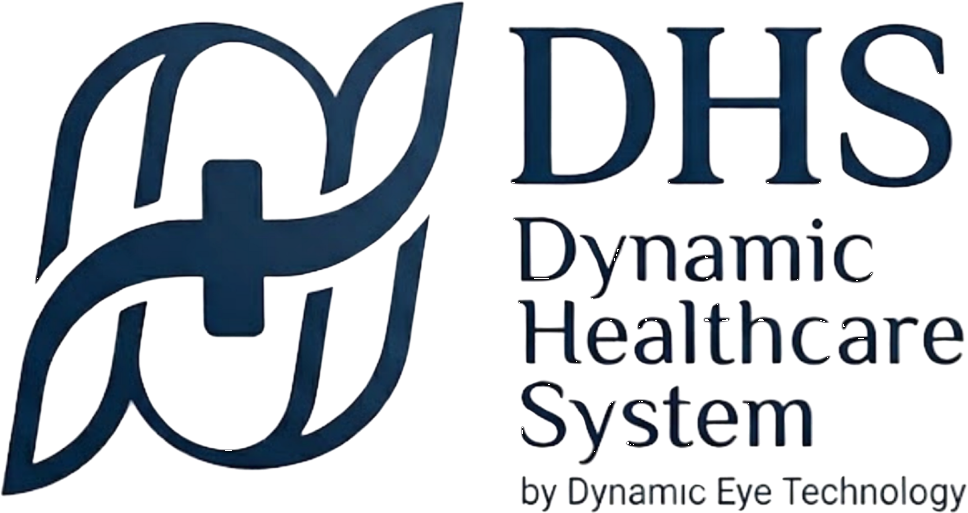 DHS
Dynamic
Healthcare
System
by Dynamic Eye Technology